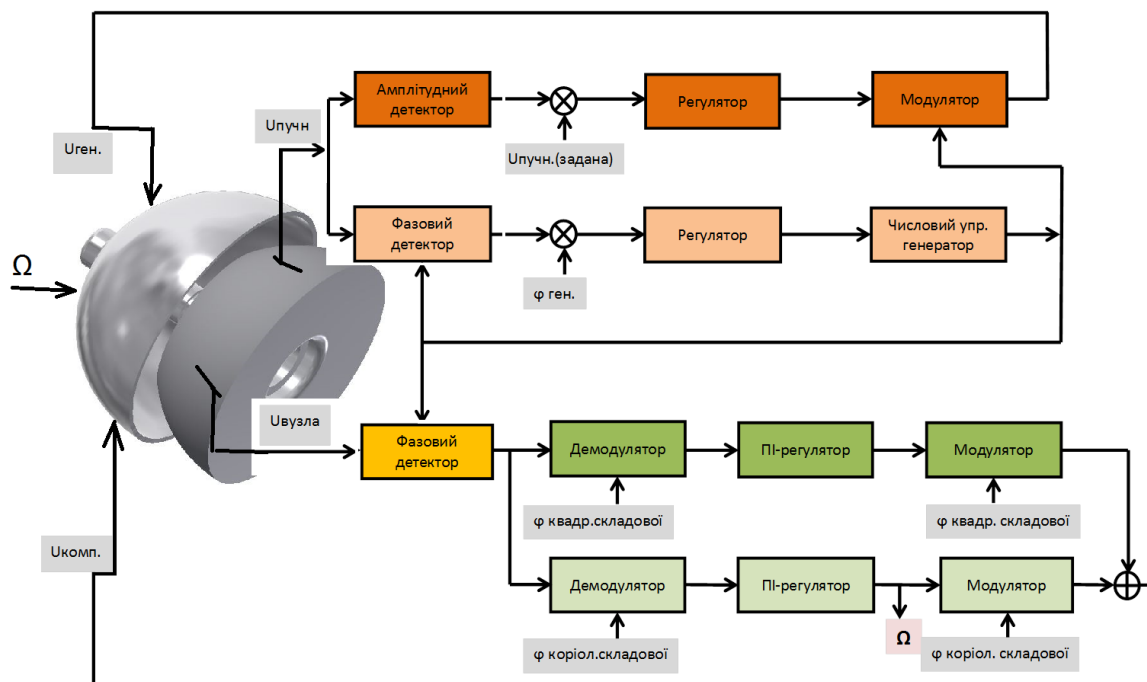 Амплітудний
детектор
Регулятор
Модулятор
Uпучн
Uген.
Uпучн.(задана)
Фазовий
детектор
Регулятор
Числовий упр.
генератор
Ω
φ ген.
Uвузла
Фазовий
детектор
Демодулятор
ПІ-регулятор
Модулятор
φ квадр.складової
φ квадр. складової
Uкомп.
Демодулятор
ПІ-регулятор
Модулятор
Ω
φ коріол.складової
φ коріол. складової